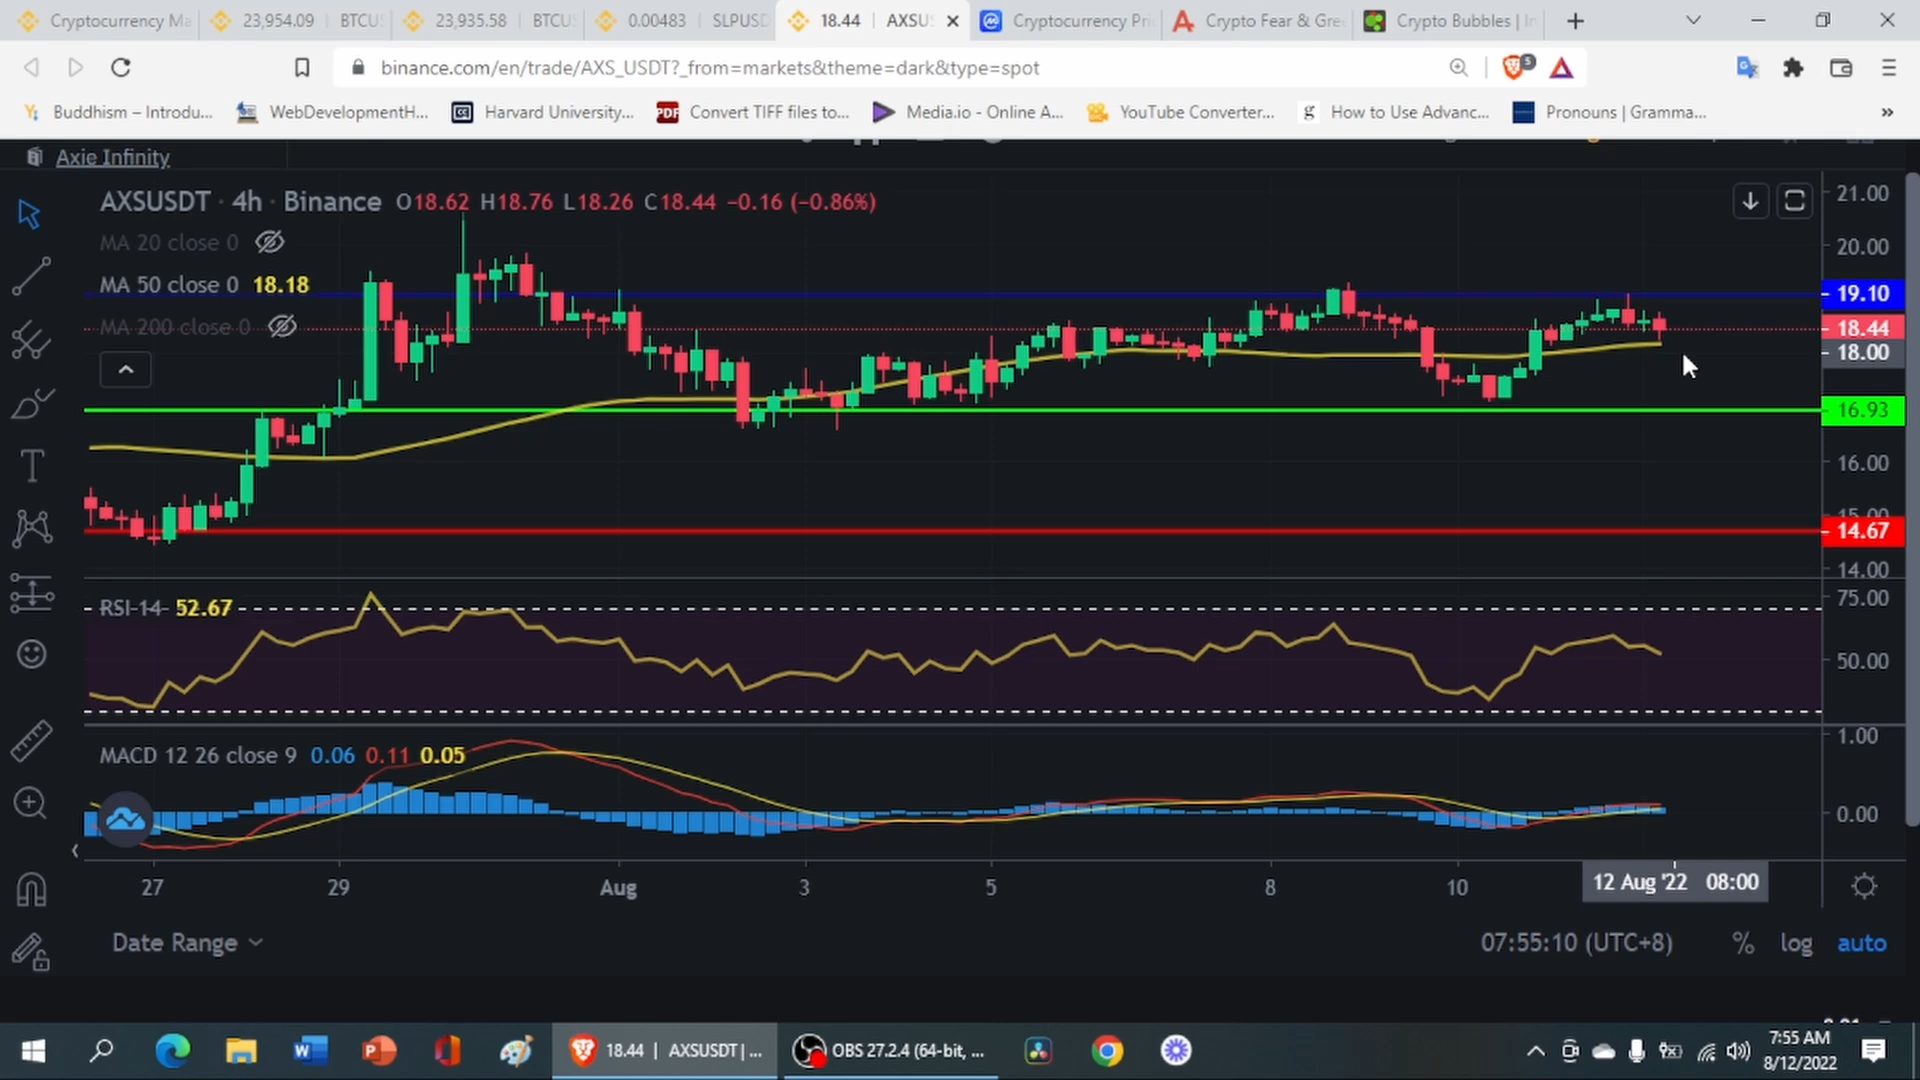 Cryptocurrency Ma
23,954.09 | BTCUS
23,935.58 | BTCUS
0.00483 | SLPUSD
18.44 | AXSUS
Cryptocurrency Pri
Crypto Fear & Gre
Crypto Bubbles | In
binance.com/en/trade/AXS_USDT?_from=markets&theme=dark&type=spot
5
Buddhism – Introdu...
WebDevelopmentH...
Harvard University...
PDF
Convert TIFF files to...
Media.io - Online A...
YouTube Converter...
g
How to Use Advanc...
Pronouns | Gramma...
»
Axie Infinity
AXSUSDT · 4h · Binance O18.62 H18.76 L18.26 C18.44 −0.16 (−0.86%)
MA 20 close 0
MA 50 close 0 18.18
MA 200 close 0
21.00
20.00
19.10
18.44
18.00
16.93
16.00
15.00
14.67
14.00
RSI 14 52.67
75.00
50.00
MACD 12 26 close 9 0.06 0.11 0.05
1.00
0.00
27 29 Aug 3 5 8 10 12 Aug '22 08:00
Date Range
07:55:10 (UTC+8) % log auto
18.44 | AXSUSDT | ...
OBS 27.2.4 (64-bit, ...
7:55 AM
8/12/2022